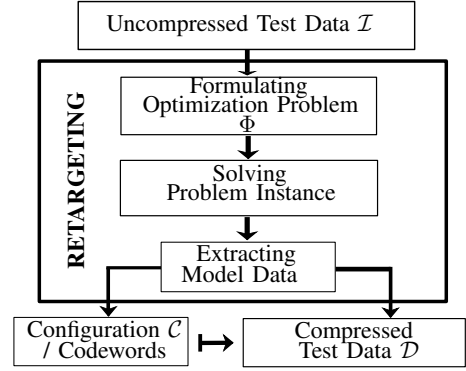 Uncompressed Test Data ℐ
RETARGETING
Formulating
Optimization Problem
Φ
Solving
Problem Instance
Extracting
Model Data
Configuration 𝒞
/ Codewords
Compressed
Test Data 𝒟